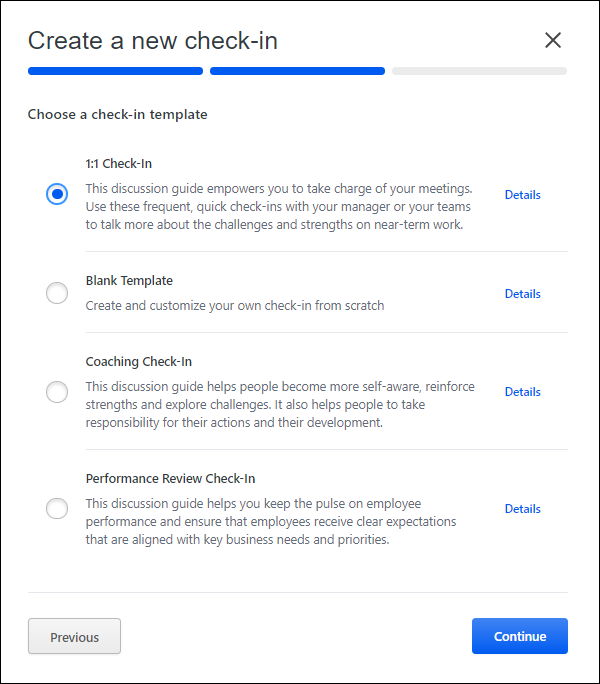 Create a new check-in
Choose a check-in template
1:1 Check-In
This discussion guide empowers you to take charge of your meetings.
Use these frequent, quick check-ins with your manager or your teams
to talk more about the challenges and strengths on near-term work.
Details
Blank Template
Create and customize your own check-in from scratch
Details
Coaching Check-In
This discussion guide helps people become more self-aware, reinforce
strengths and explore challenges. It also helps people to take
responsibility for their actions and their development.
Details
Performance Review Check-In
This discussion guide helps you keep the pulse on employee
performance and ensure that employees receive clear expectations
that are aligned with key business needs and priorities.
Details
Previous
Continue